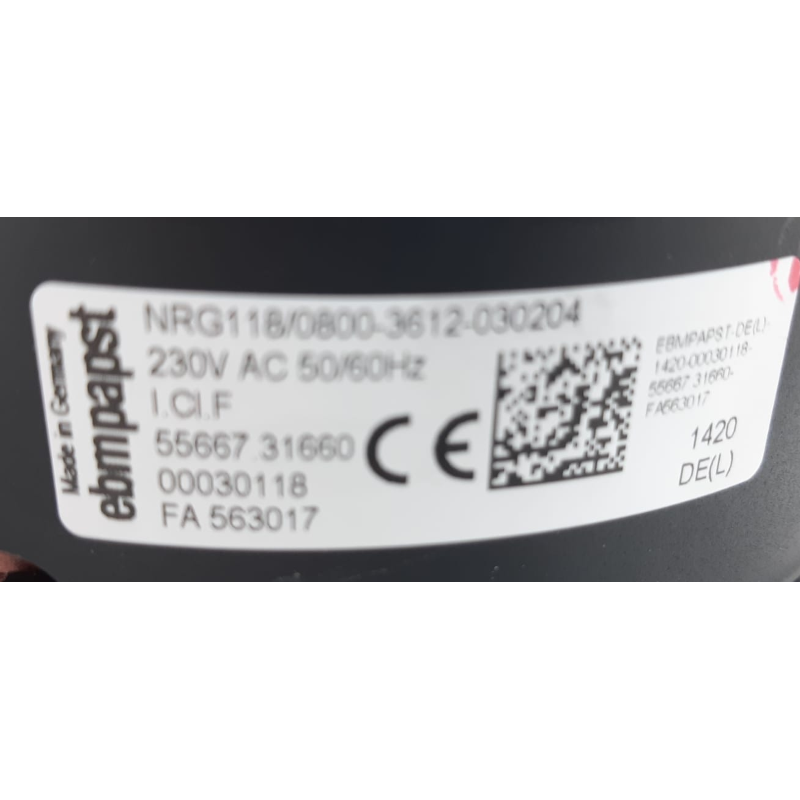 Made in Germany
ebmpapst
NRG118/0800-3612-030204
230V AC 50/60Hz
I.Cl.F
55667.31660
00030118
FA 563017
CE
EBMPAPST-DE(L)-
1420-00030118-
55667.31660-
FA563017
1420
DE(L)